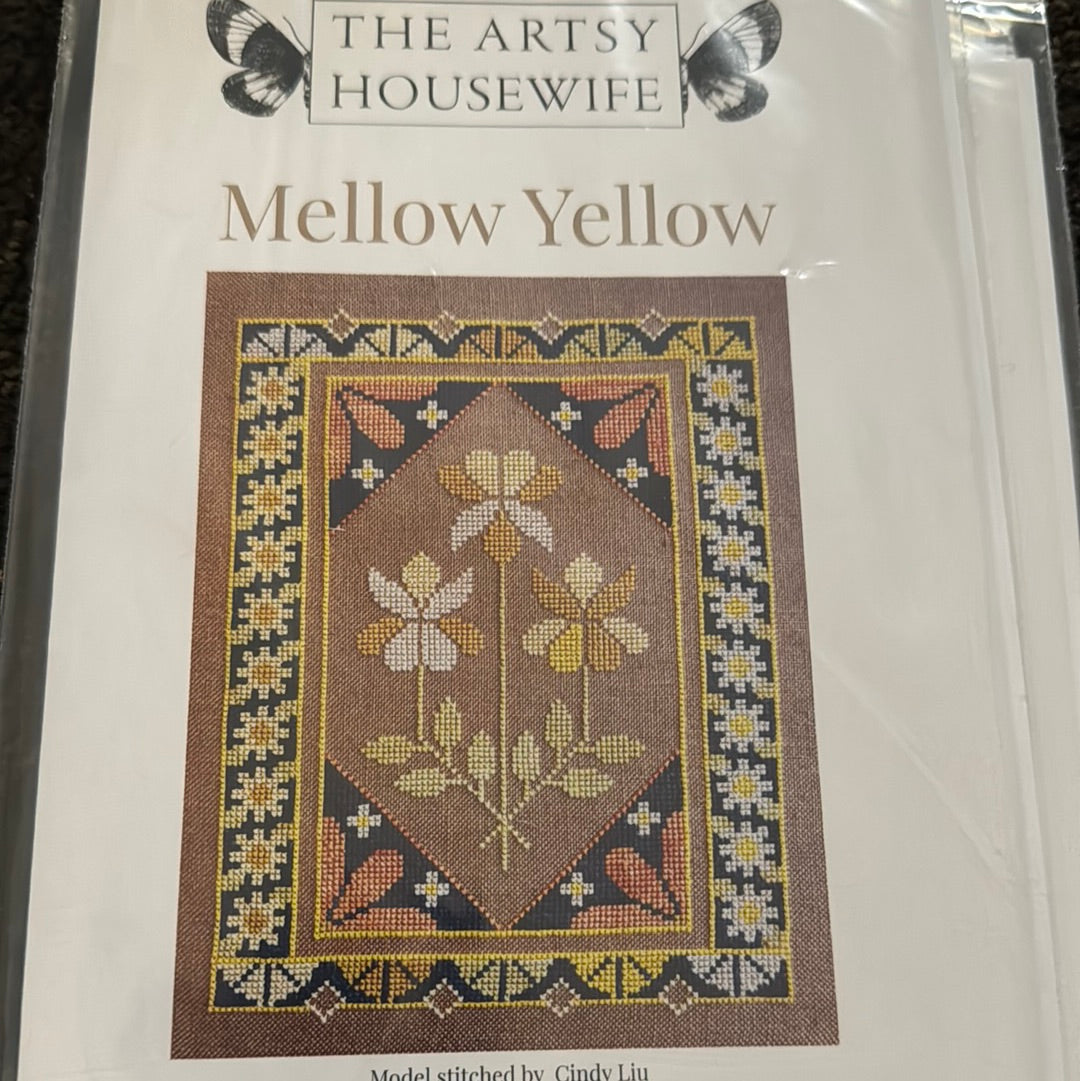 THE ARTSY
HOUSEWIFE
Mellow Yellow
Model stitched by Cindy Liu